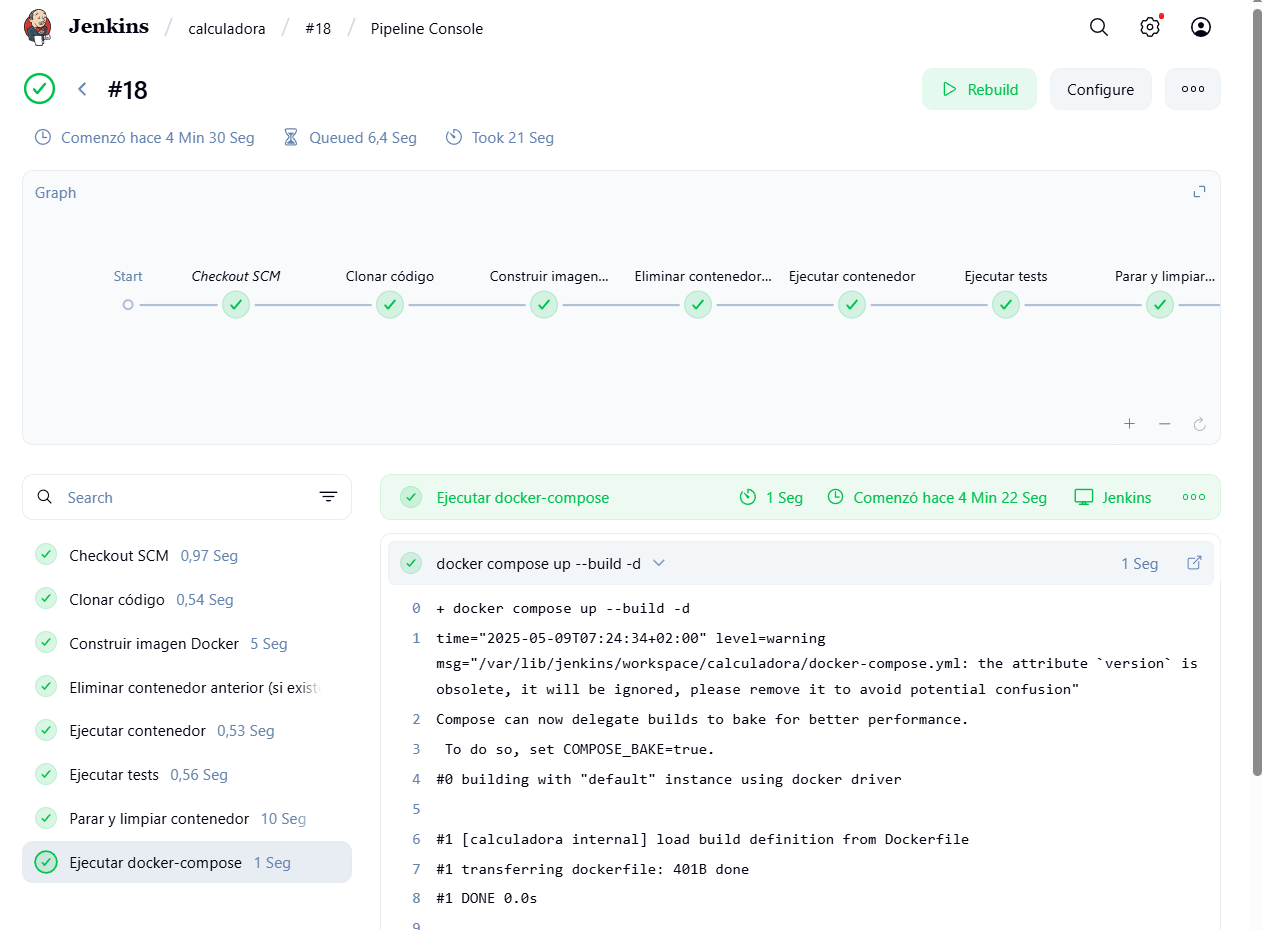 Jenkins / calculadora / #18 / Pipeline Console
#18
Rebuild
Configure
Comenzó hace 4 Min 30 Seg
Queued 6,4 Seg
Took 21 Seg
Graph
Start
Checkout SCM
Clonar código
Construir imagen...
Eliminar contenedor...
Ejecutar contenedor
Ejecutar tests
Parar y limpiar...
Search
Checkout SCM 0,97 Seg
Clonar código 0,54 Seg
Construir imagen Docker 5 Seg
Eliminar contenedor anterior (si exist
Ejecutar contenedor 0,53 Seg
Ejecutar tests 0,56 Seg
Parar y limpiar contenedor 10 Seg
Ejecutar docker-compose 1 Seg
Ejecutar docker-compose 1 Seg Comenzó hace 4 Min 22 Seg Jenkins
docker compose up --build -d 1 Seg
0 + docker compose up --build -d
1 time="2025-05-09T07:24:34+02:00" level=warning
msg="/var/lib/jenkins/workspace/calculadora/docker-compose.yml: the attribute `version` is
obsolete, it will be ignored, please remove it to avoid potential confusion"
2 Compose can now delegate builds to bake for better performance.
3 To do so, set COMPOSE_BAKE=true.
4 #0 building with "default" instance using docker driver
5
6 #1 [calculadora internal] load build definition from Dockerfile
7 #1 transferring dockerfile: 401B done
8 #1 DONE 0.0s
9